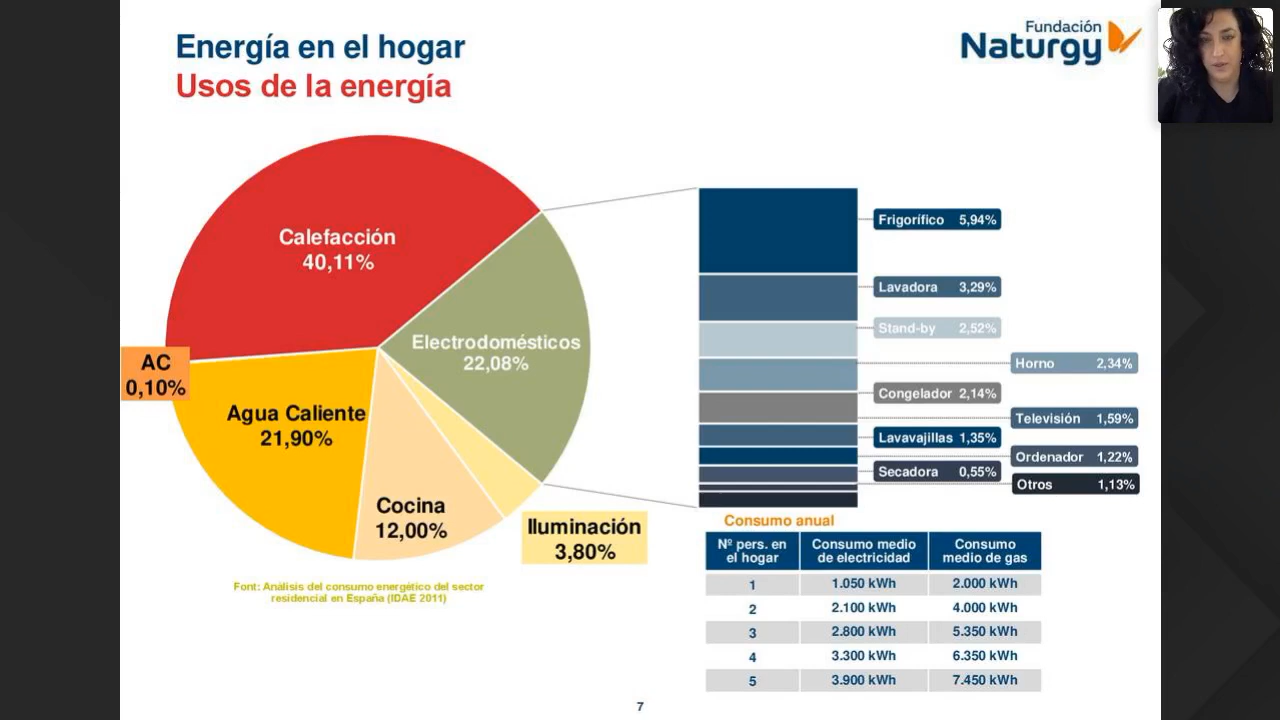 Energía en el hogar
Usos de la energía
Fundación
Naturgy
Calefacción
40,11%
Electrodomésticos
22,08%
AC
0,10%
Agua Caliente
21,90%
Cocina
12,00%
Iluminación
3,80%
Font: Análisis del consumo energético del sector
residencial en España (IDAE 2011)
Frigorífico 5,94%
Lavadora 3,29%
Stand-by 2,52%
Horno 2,34%
Congelador 2,14%
Televisión 1,59%
Lavavajillas 1,35%
Ordenador 1,22%
Secadora 0,55%
Otros 1,13%
Consumo anual
Nº pers. en el hogar Consumo medio de electricidad Consumo medio de gas
1 1.050 kWh 2.000 kWh
2 2.100 kWh 4.000 kWh
3 2.800 kWh 5.350 kWh
4 3.300 kWh 6.350 kWh
5 3.900 kWh 7.450 kWh
7